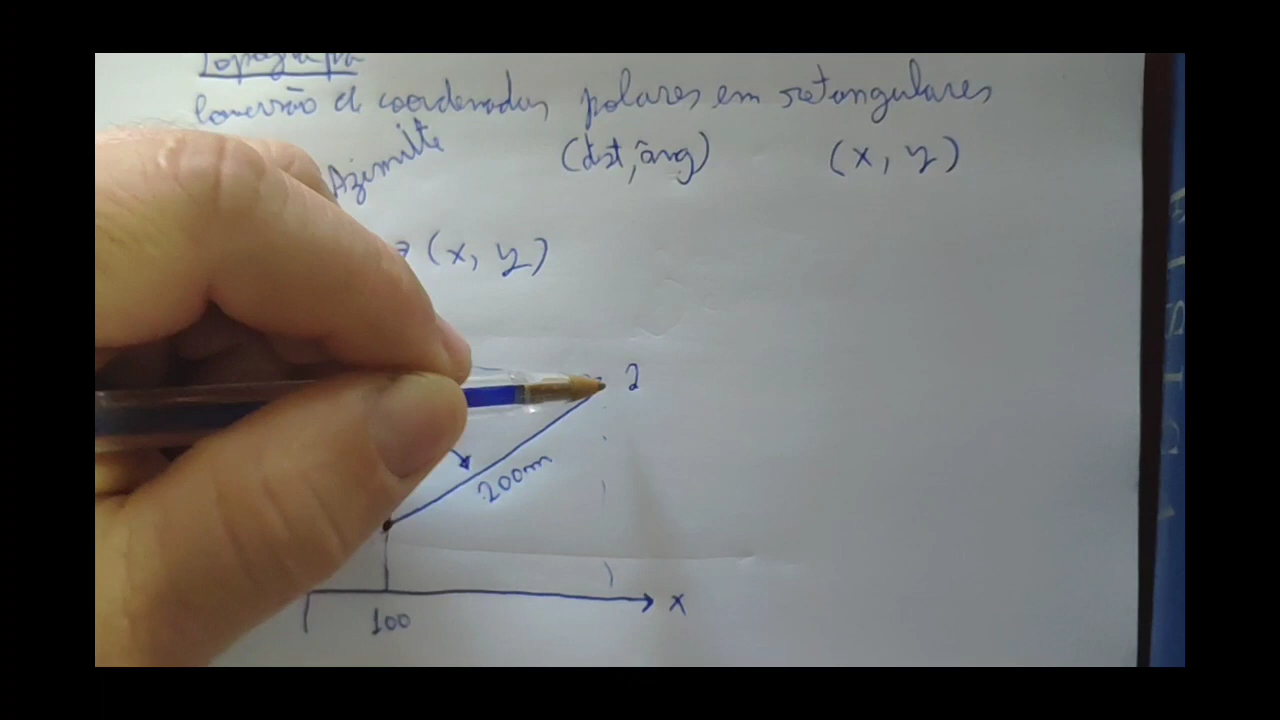 Topografia
Conversão de coordenadas polares em retangulares
Azimute (dist, âng) (x, y)
(x, y)
2
200m
x
100